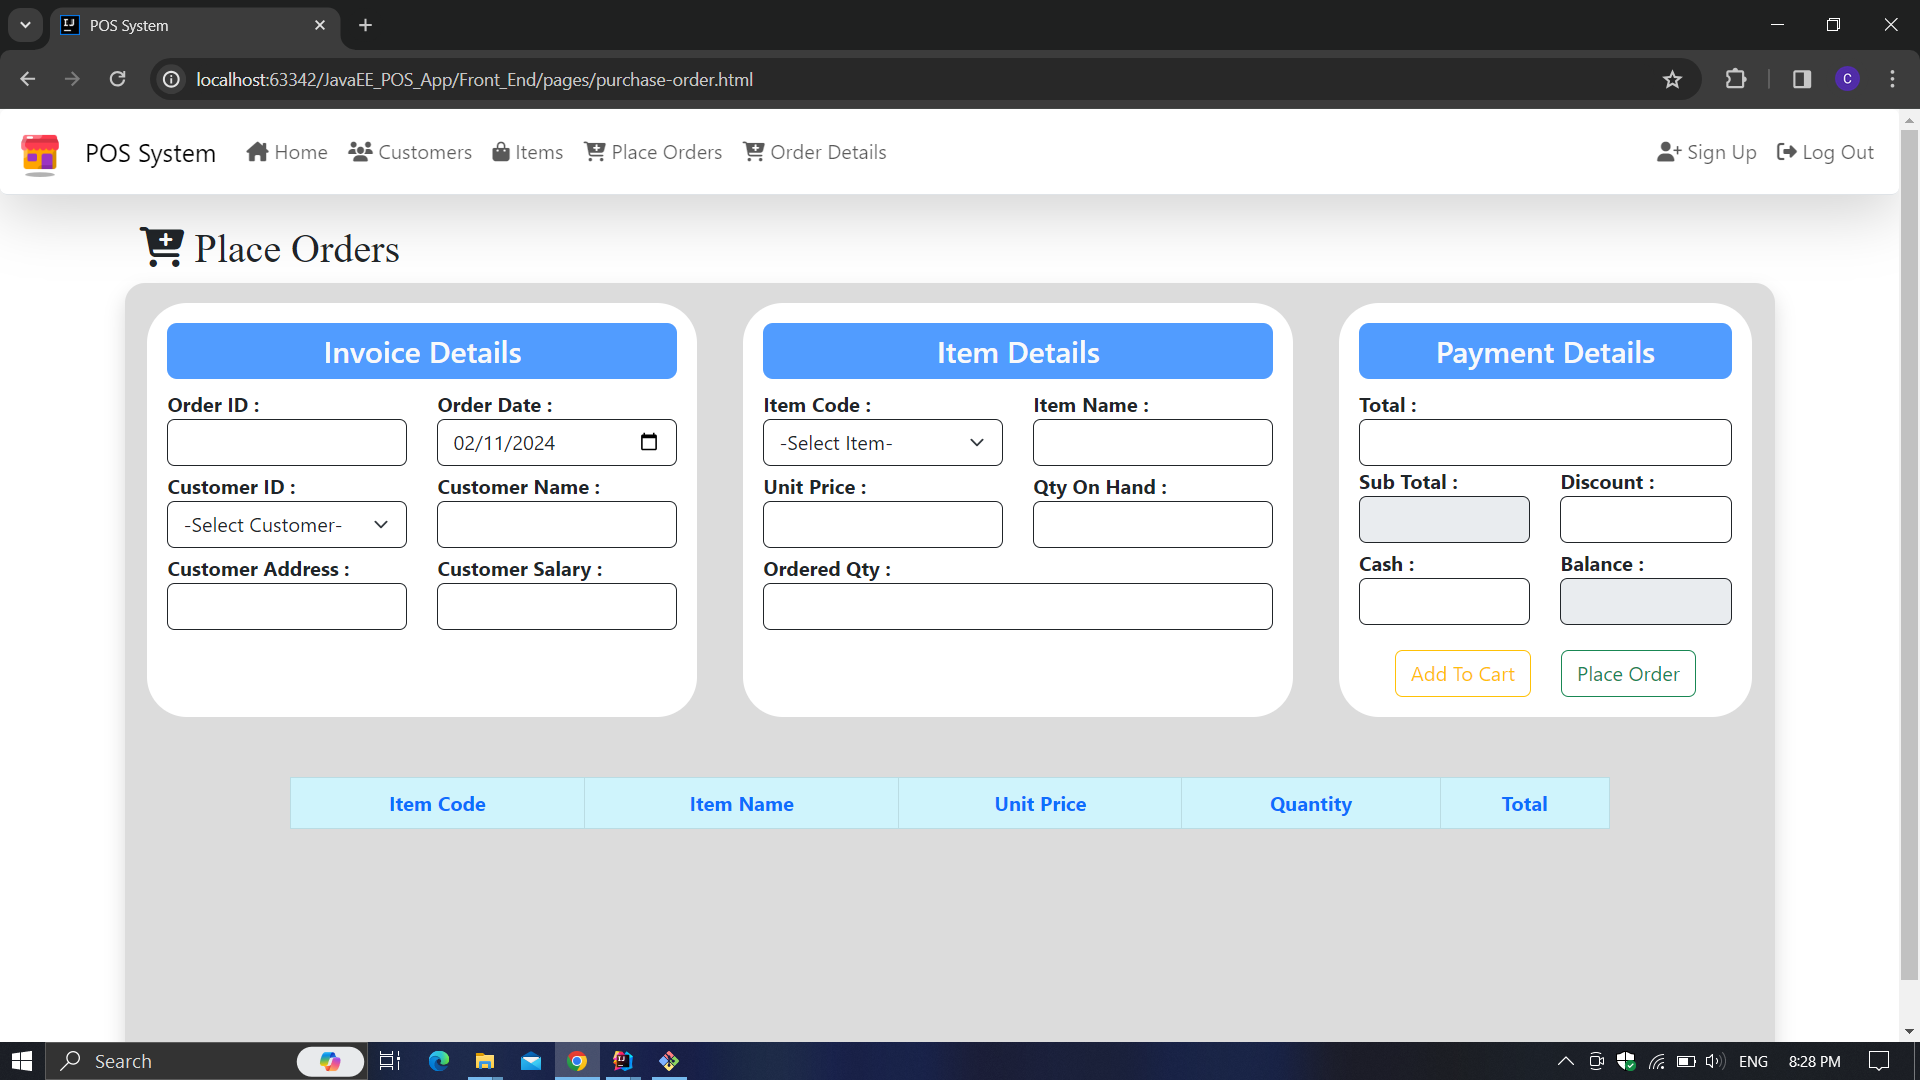 POS System
localhost:63342/JavaEE_POS_App/Front_End/pages/purchase-order.html
C
POS System Home Customers Items Place Orders Order Details Sign Up Log Out
Place Orders
Invoice Details
Order ID : Order Date :
02/11/2024
Customer ID : Customer Name :
-Select Customer-
Customer Address : Customer Salary :
Item Details
Item Code : Item Name :
-Select Item-
Unit Price : Qty On Hand :
Ordered Qty :
Payment Details
Total :
Sub Total : Discount :
Cash : Balance :
Add To Cart Place Order
Item Code Item Name Unit Price Quantity Total
Search ENG 8:28 PM